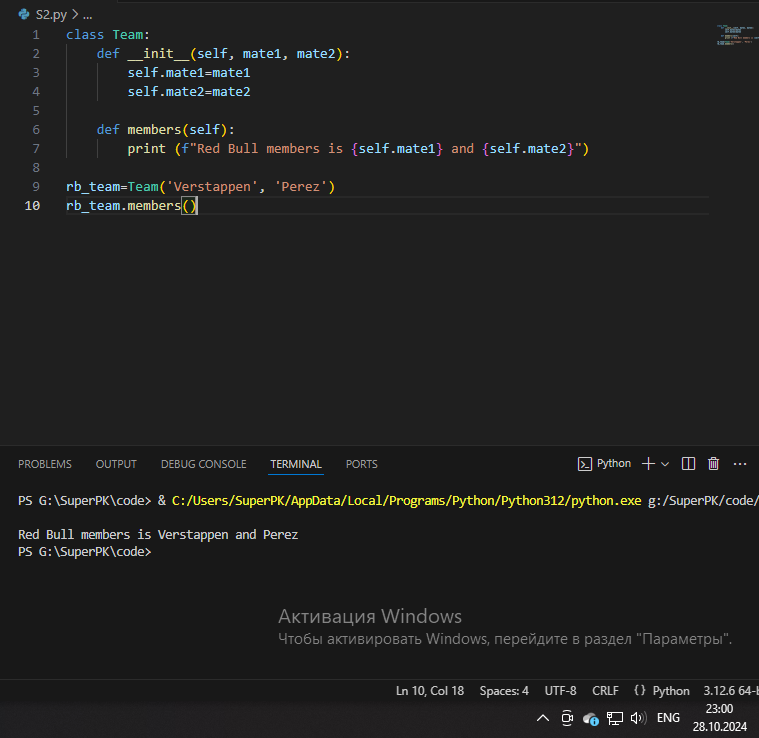 S2.py > ...
1 class Team:
2     def __init__(self, mate1, mate2):
3         self.mate1=mate1
4         self.mate2=mate2
5
6     def members(self):
7         print (f"Red Bull members is {self.mate1} and {self.mate2}")
8
9 rb_team=Team('Verstappen', 'Perez')
10 rb_team.members()
PROBLEMS OUTPUT DEBUG CONSOLE TERMINAL PORTS Python
PS G:\SuperPK\code> & C:/Users/SuperPK/AppData/Local/Programs/Python/Python312/python.exe g:/SuperPK/code/
Red Bull members is Verstappen and Perez
PS G:\SuperPK\code>
Активация Windows
Чтобы активировать Windows, перейдите в раздел "Параметры".
Ln 10, Col 18 Spaces: 4 UTF-8 CRLF {} Python 3.12.6 64-b
ENG 23:00
28.10.2024